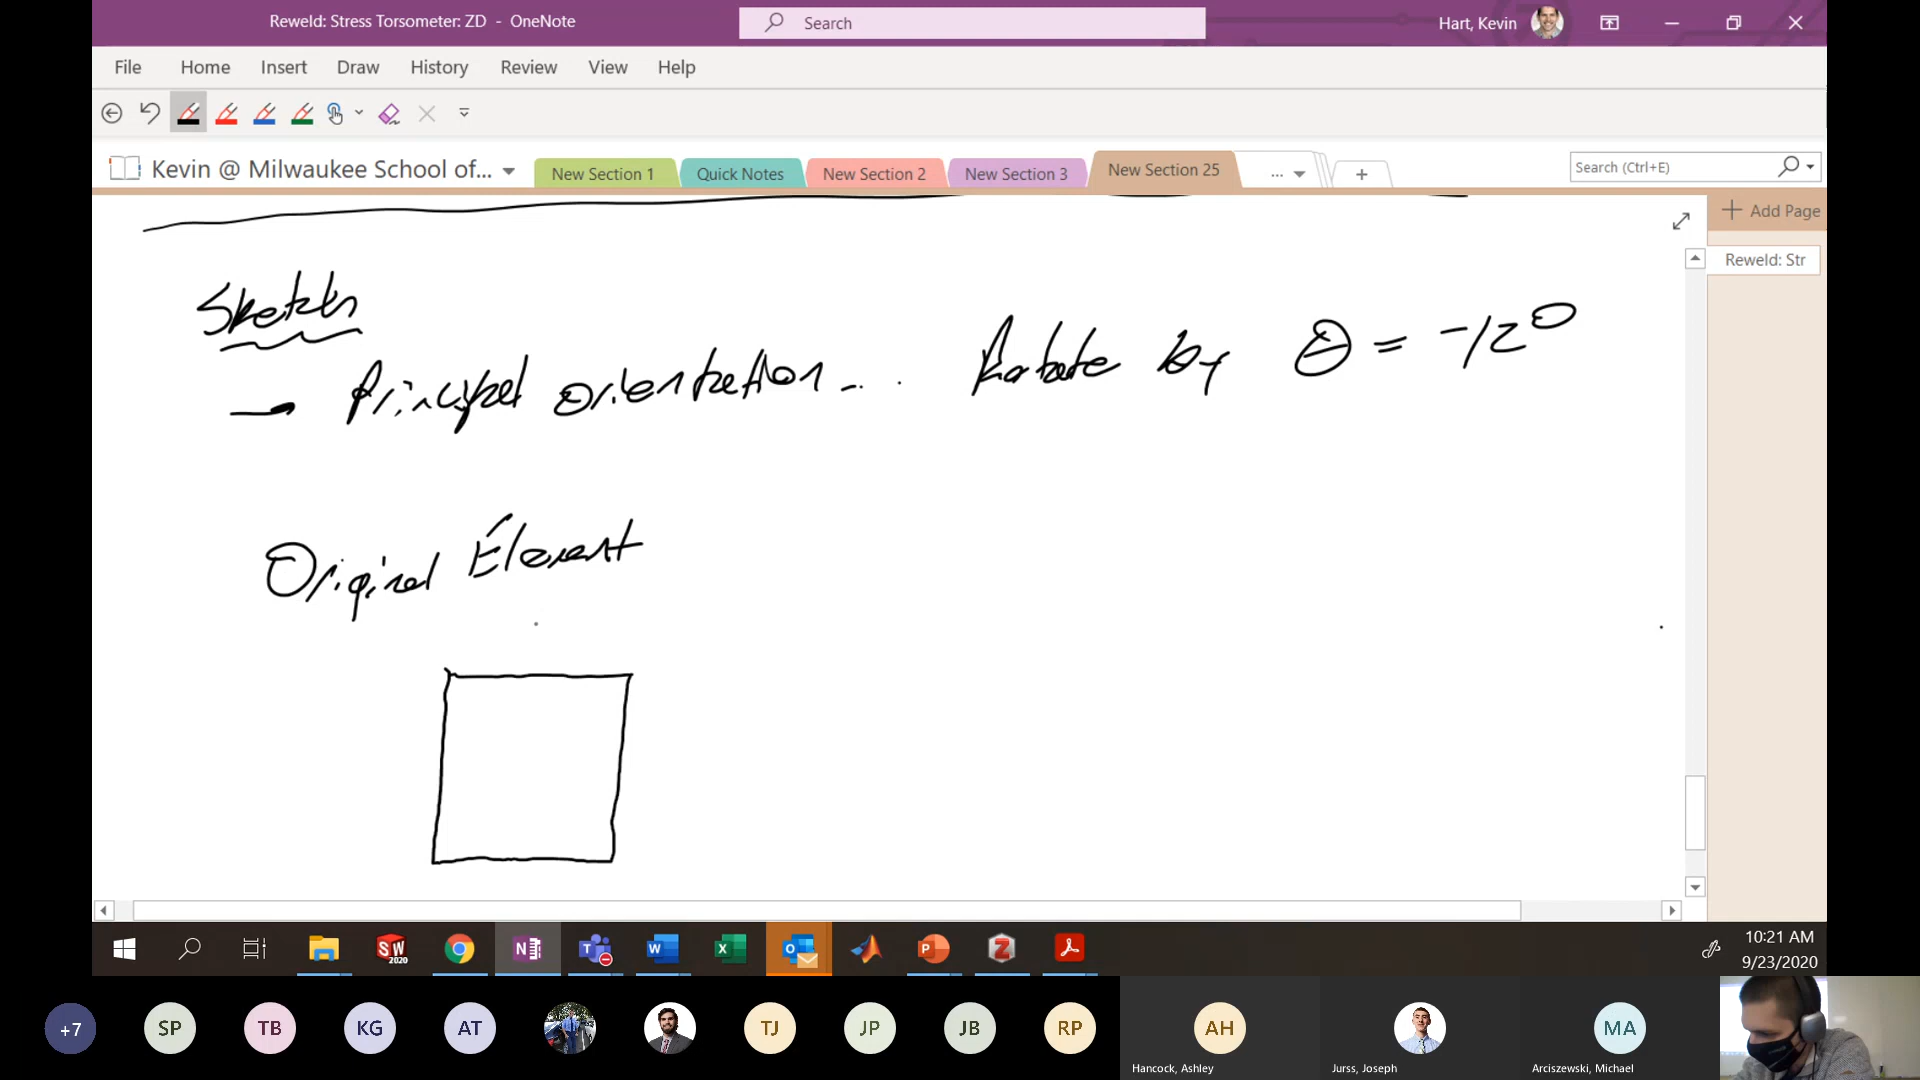 Reweld: Stress Torsometer: ZD - OneNote
Search
Hart, Kevin
File Home Insert Draw History Review View Help
Kevin @ Milwaukee School of...
New Section 1
Quick Notes
New Section 2
New Section 3
New Section 25
...
Search (Ctrl+E)
Add Page
Reweld: Str
Sketch
→ Principal orientation... Rotate by θ = -12°
Original Element
SW
2020
N
W
X
P
Z
10:21 AM
9/23/2020
+7
SP
TB
KG
AT
TJ
JP
JB
RP
AH
MA
Hancock, Ashley
Jurss, Joseph
Arciszewski, Michael